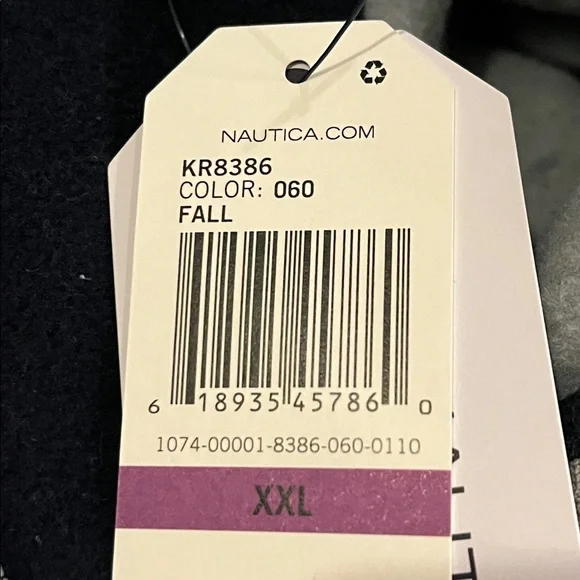 NAUTICA.COM
KR8386
COLOR: 060
FALL
6 18935 45786 0
1074-00001-8386-060-0110
XXL